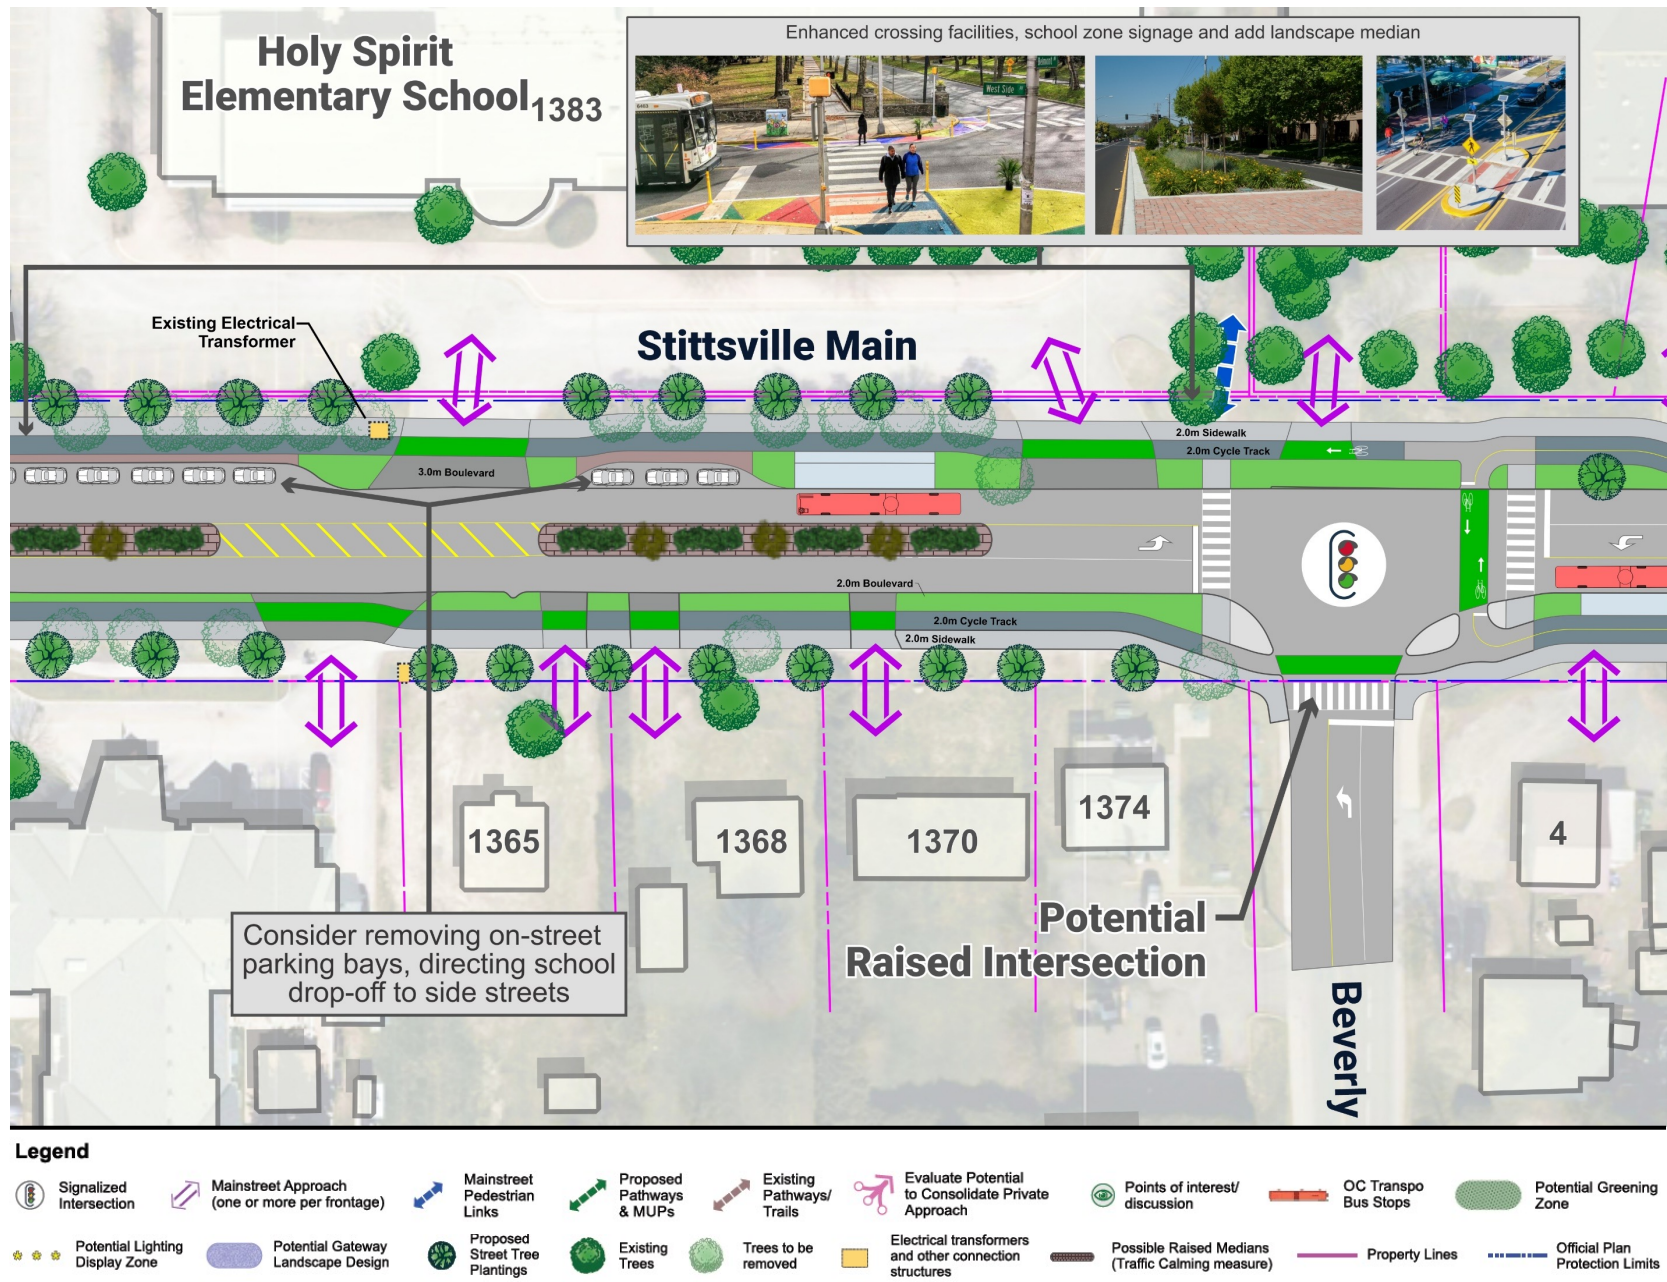 Holy Spirit
Elementary School 1383
Enhanced crossing facilities, school zone signage and add landscape median
West Side
Existing Electrical
Transformer
Stittsville Main
2.0m Sidewalk
2.0m Cycle Track
3.0m Boulevard
2.0m Boulevard
2.0m Cycle Track
2.0m Sidewalk
1365
1368
1370
1374
4
Potential
Raised Intersection
Consider removing on-street
parking bays, directing school
drop-off to side streets
Beverly
Legend
Signalized
Intersection
Mainstreet Approach
(one or more per frontage)
Mainstreet
Pedestrian
Links
Proposed
Pathways
& MUPs
Existing
Pathways/
Trails
Evaluate Potential
to Consolidate Private
Approach
Points of interest/
discussion
OC Transpo
Bus Stops
Potential Greening
Zone
Potential Lighting
Display Zone
Potential Gateway
Landscape Design
Proposed
Street Tree
Plantings
Existing
Trees
Trees to be
removed
Electrical transformers
and other connection
structures
Possible Raised Medians
(Traffic Calming measure)
Property Lines
Official Plan
Protection Limits